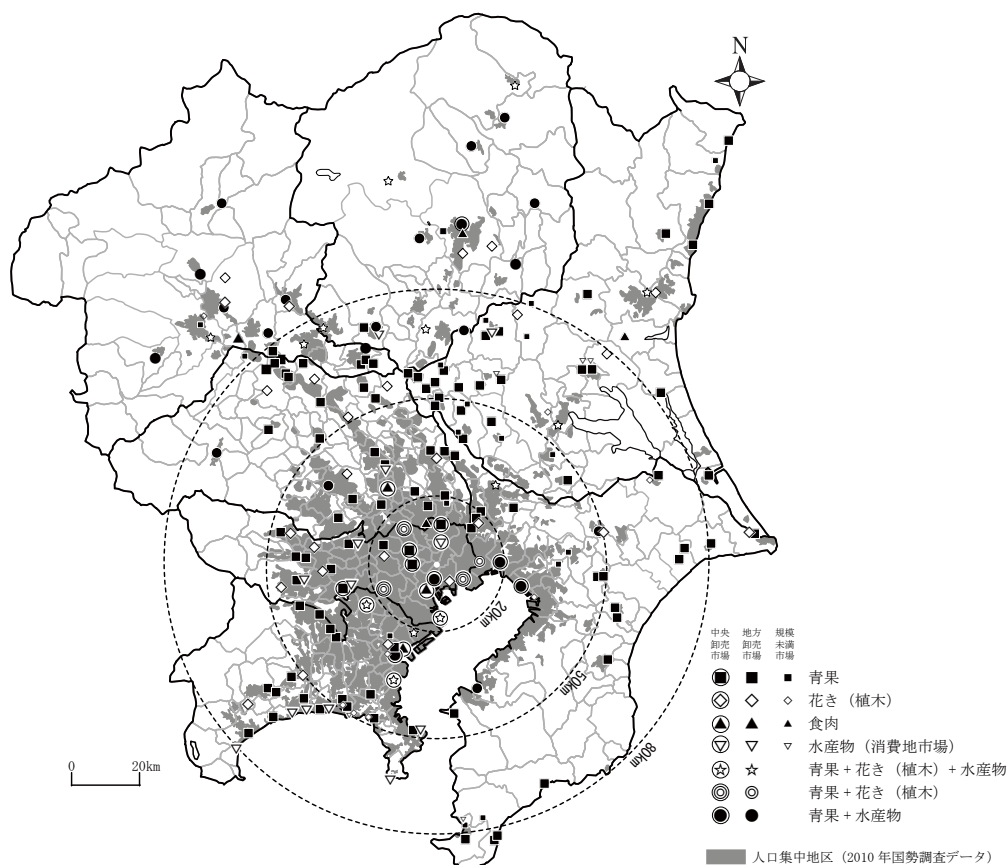 N
20km
50km
80km
0 20km
中央 地方 規模
卸売 卸売 未満
市場 市場 市場
青果
花き（植木）
食肉
水産物（消費地市場）
青果 + 花き（植木）+ 水産物
青果 + 花き（植木）
青果 + 水産物
人口集中地区（2010 年国勢調査データ）